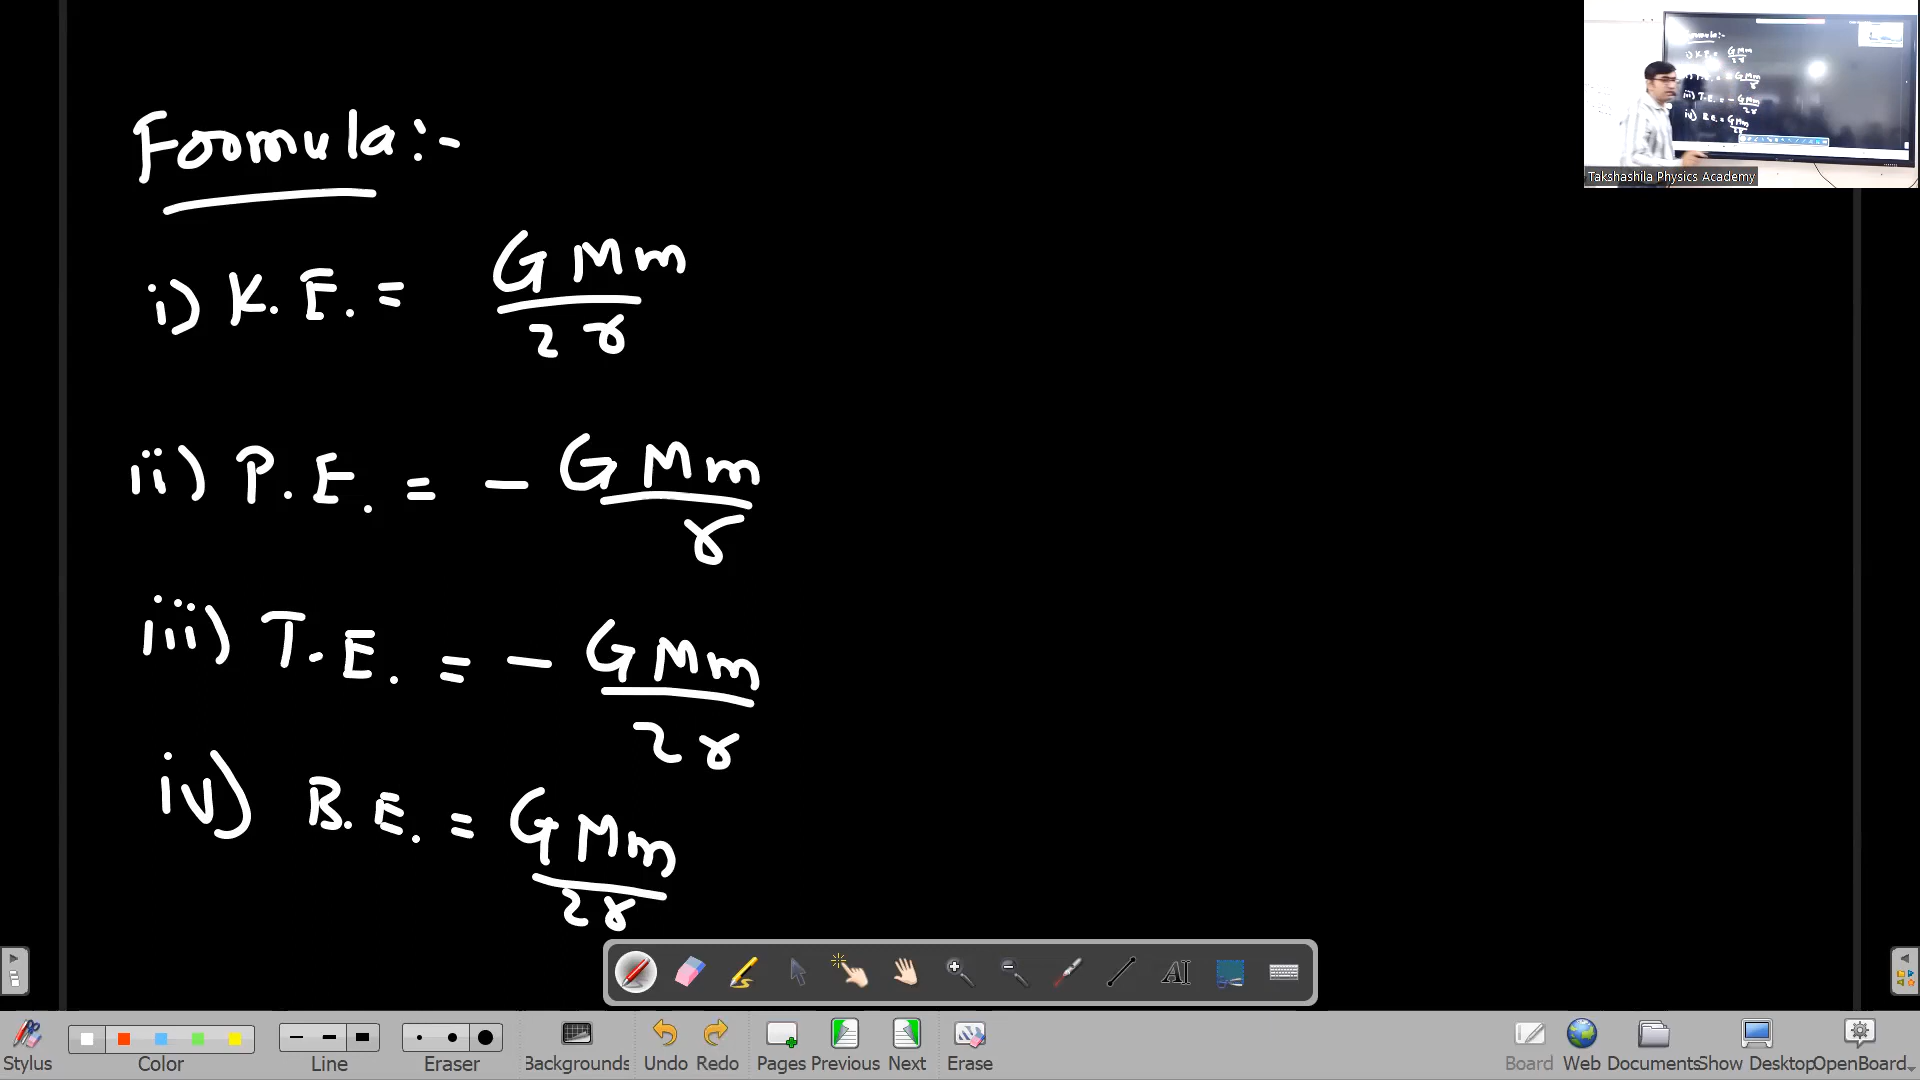 Formula:-
i) K.E. = GMm / 2r
ii) P.E. = - GMm / r
iii) T.E. = - GMm / 2r
iv) B.E. = GMm / 2r
Takshashila Physics Academy
Stylus
Color
Line
Eraser
Backgrounds
Undo
Redo
Pages
Previous
Next
Erase
Board
Web
Documents
Show Desktop
OpenBoard